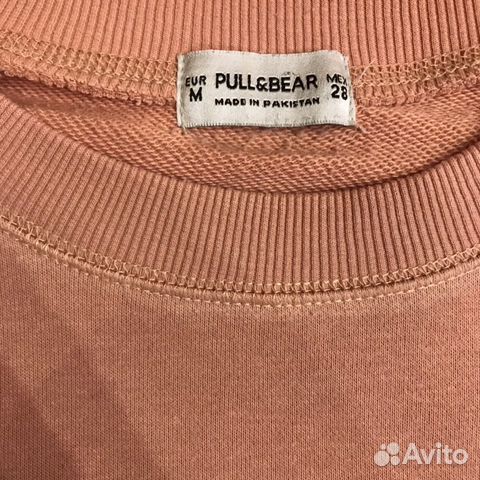 EUR PULL&BEAR MEX
M MADE IN PAKISTAN 28
Avito